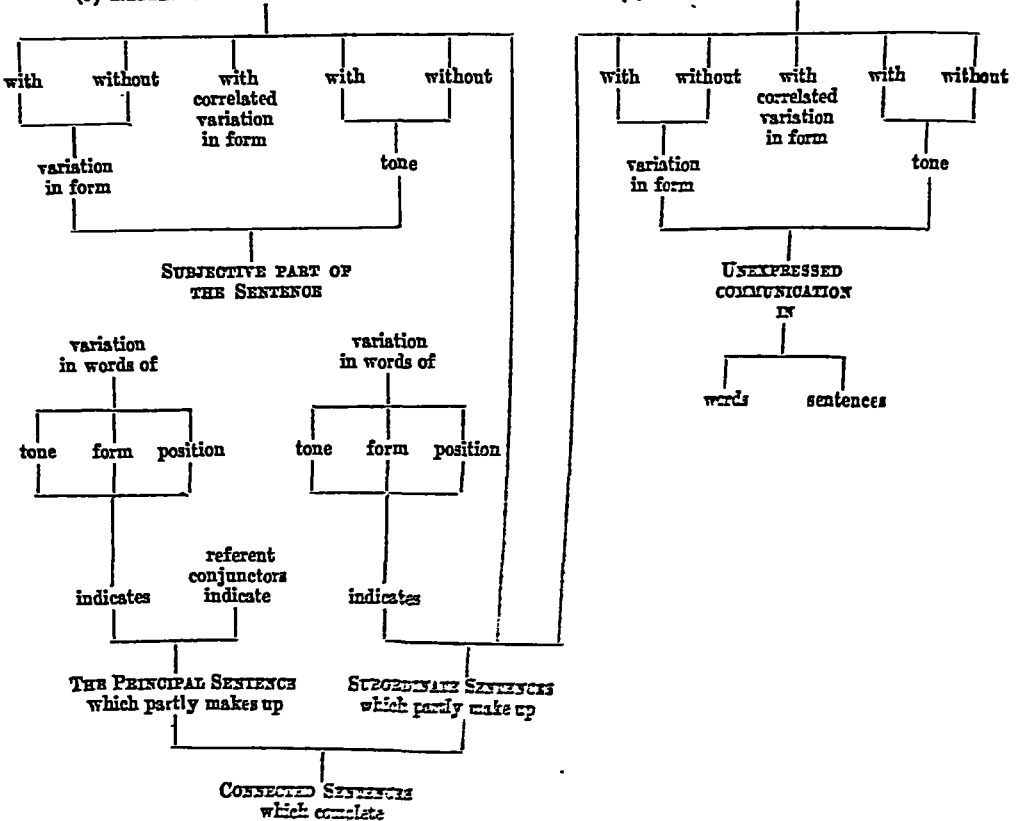 with without with with without
correlated
variation
in form
variation
in form
tone
SUBJECTIVE PART OF
THE SENTENCE
with without with with without
correlated
variation
in form
variation
in form
tone
UNEXPRESSED
COMMUNICATION
IN
words sentences
variation
in words of
tone form position
indicates
referent
conjunctors
indicate
variation
in words of
tone form position
indicates
THE PRINCIPAL SENTENCE
which partly makes up
SUBORDINATE SENTENCES
which partly make up
CONNECTED SENTENCES
which complete